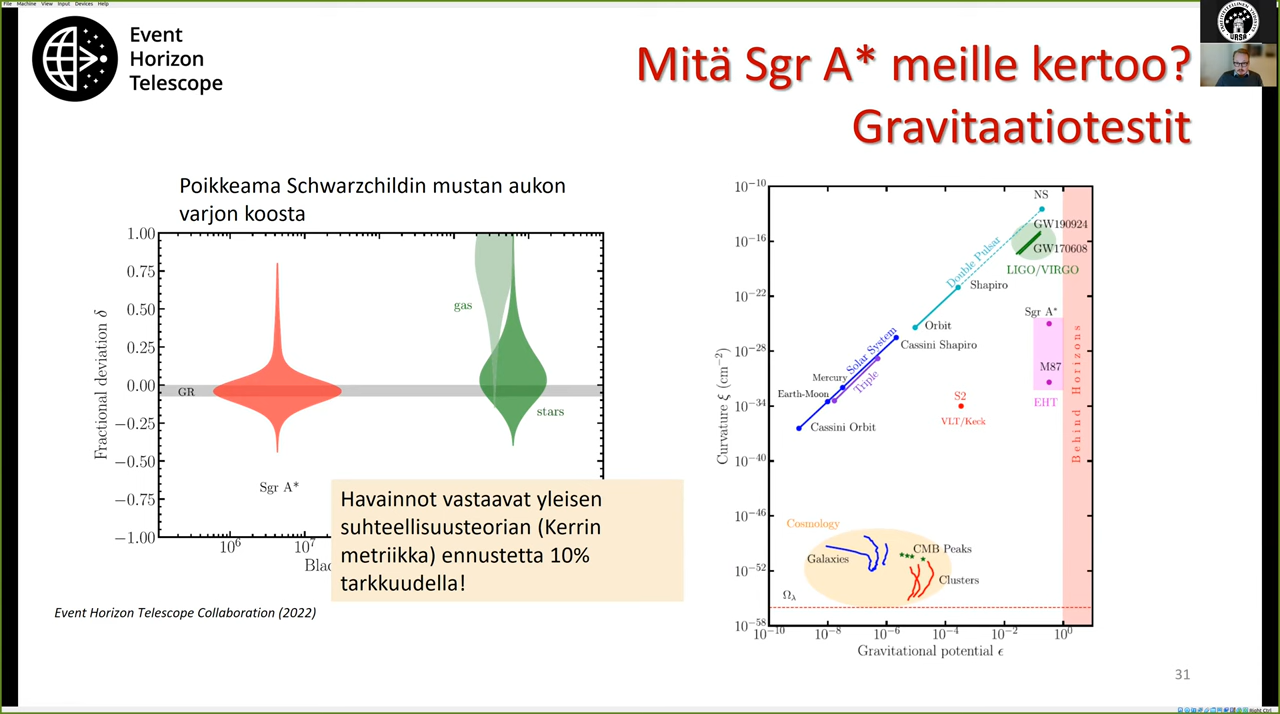 File Machine View Input Devices Help
Event
Horizon
Telescope
Mitä Sgr A* meille kertoo?
Gravitaatiotestit
URSA
Poikkeama Schwarzchildin mustan aukon
varjon koosta
1.00
0.75
0.50
0.25
0.00
−0.25
−0.50
−0.75
−1.00
Fractional deviation δ
GR
gas
stars
Sgr A*
10⁶
10⁷
Blac
Havainnot vastaavat yleisen
suhteellisuusteorian (Kerrin
metriikka) ennustetta 10%
tarkkuudella!
Event Horizon Telescope Collaboration (2022)
10⁻¹⁰
10⁻¹⁶
10⁻²²
10⁻²⁸
10⁻³⁴
10⁻⁴⁰
10⁻⁴⁶
10⁻⁵²
10⁻⁵⁸
Curvature ξ (cm⁻²)
NS
GW190924
GW170608
LIGO/VIRGO
Double Pulsar
Shapiro
Sgr A*
Orbit
Cassini Shapiro
Solar System
Triple
Mercury
Earth-Moon
Cassini Orbit
M87
EHT
S2
VLT/Keck
Behind Horizons
Cosmology
Galaxies
CMB Peaks
Clusters
Ω_λ
10⁻¹⁰ 10⁻⁸ 10⁻⁶ 10⁻⁴ 10⁻² 10⁰
Gravitational potential ϵ
31
Right Ctrl